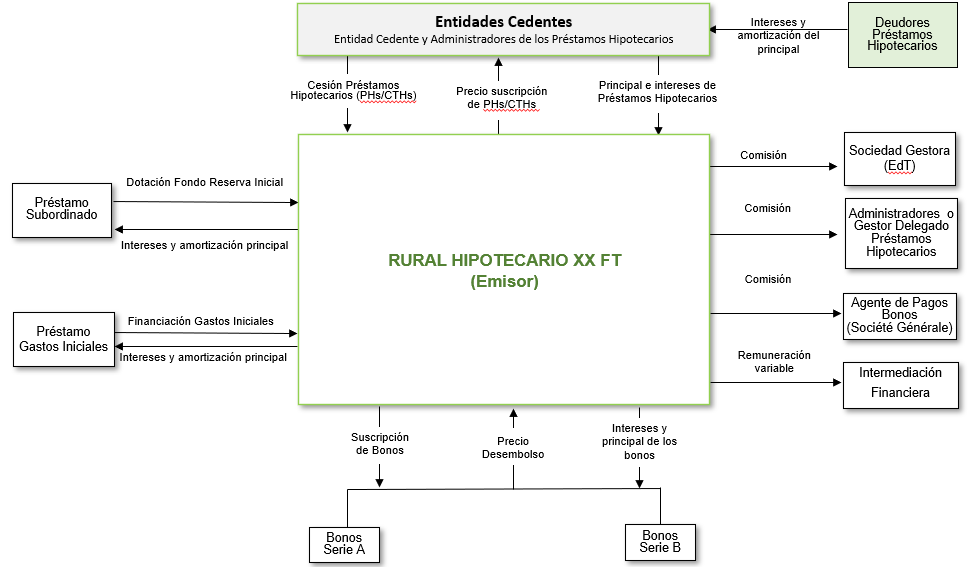 Entidades Cedentes
Entidad Cedente y Administradores de los Préstamos Hipotecarios
Intereses y
amortización del
principal
Deudores
Préstamos
Hipotecarios
Cesión Préstamos
Hipotecarios (PHs/CTHs)
Precio suscripción
de PHs/CTHs
Principal e intereses de
Préstamos Hipotecarios
Préstamo
Subordinado
Dotación Fondo Reserva Inicial
Intereses y amortización principal
Préstamo
Gastos Iniciales
Financiación Gastos Iniciales
Intereses y amortización principal
RURAL HIPOTECARIO XX FT
(Emisor)
Comisión
Sociedad Gestora
(EdT)
Comisión
Administradores o
Gestor Delegado
Préstamos
Hipotecarios
Comisión
Agente de Pagos
Bonos
(Société Générale)
Remuneración
variable
Intermediación
Financiera
Suscripción
de Bonos
Precio
Desembolso
Intereses y
principal de los
bonos
Bonos
Serie A
Bonos
Serie B